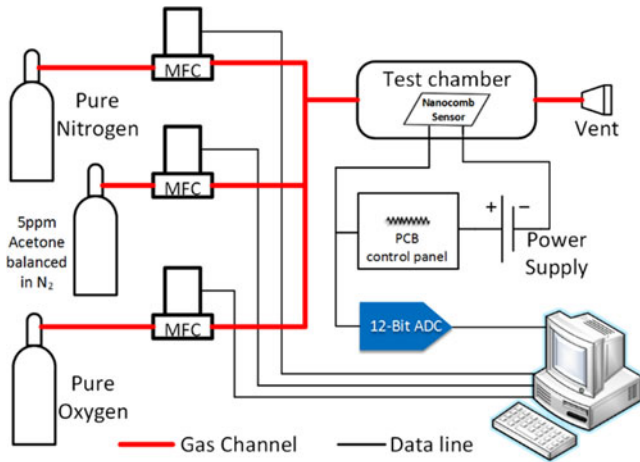 MFC
Pure
Nitrogen
MFC
5ppm
Acetone
balanced
in N₂
MFC
Pure
Oxygen
Test chamber
Nanocomb
Sensor
Vent
PCB
control panel
+ −
Power
Supply
12-Bit ADC
Gas Channel
Data line